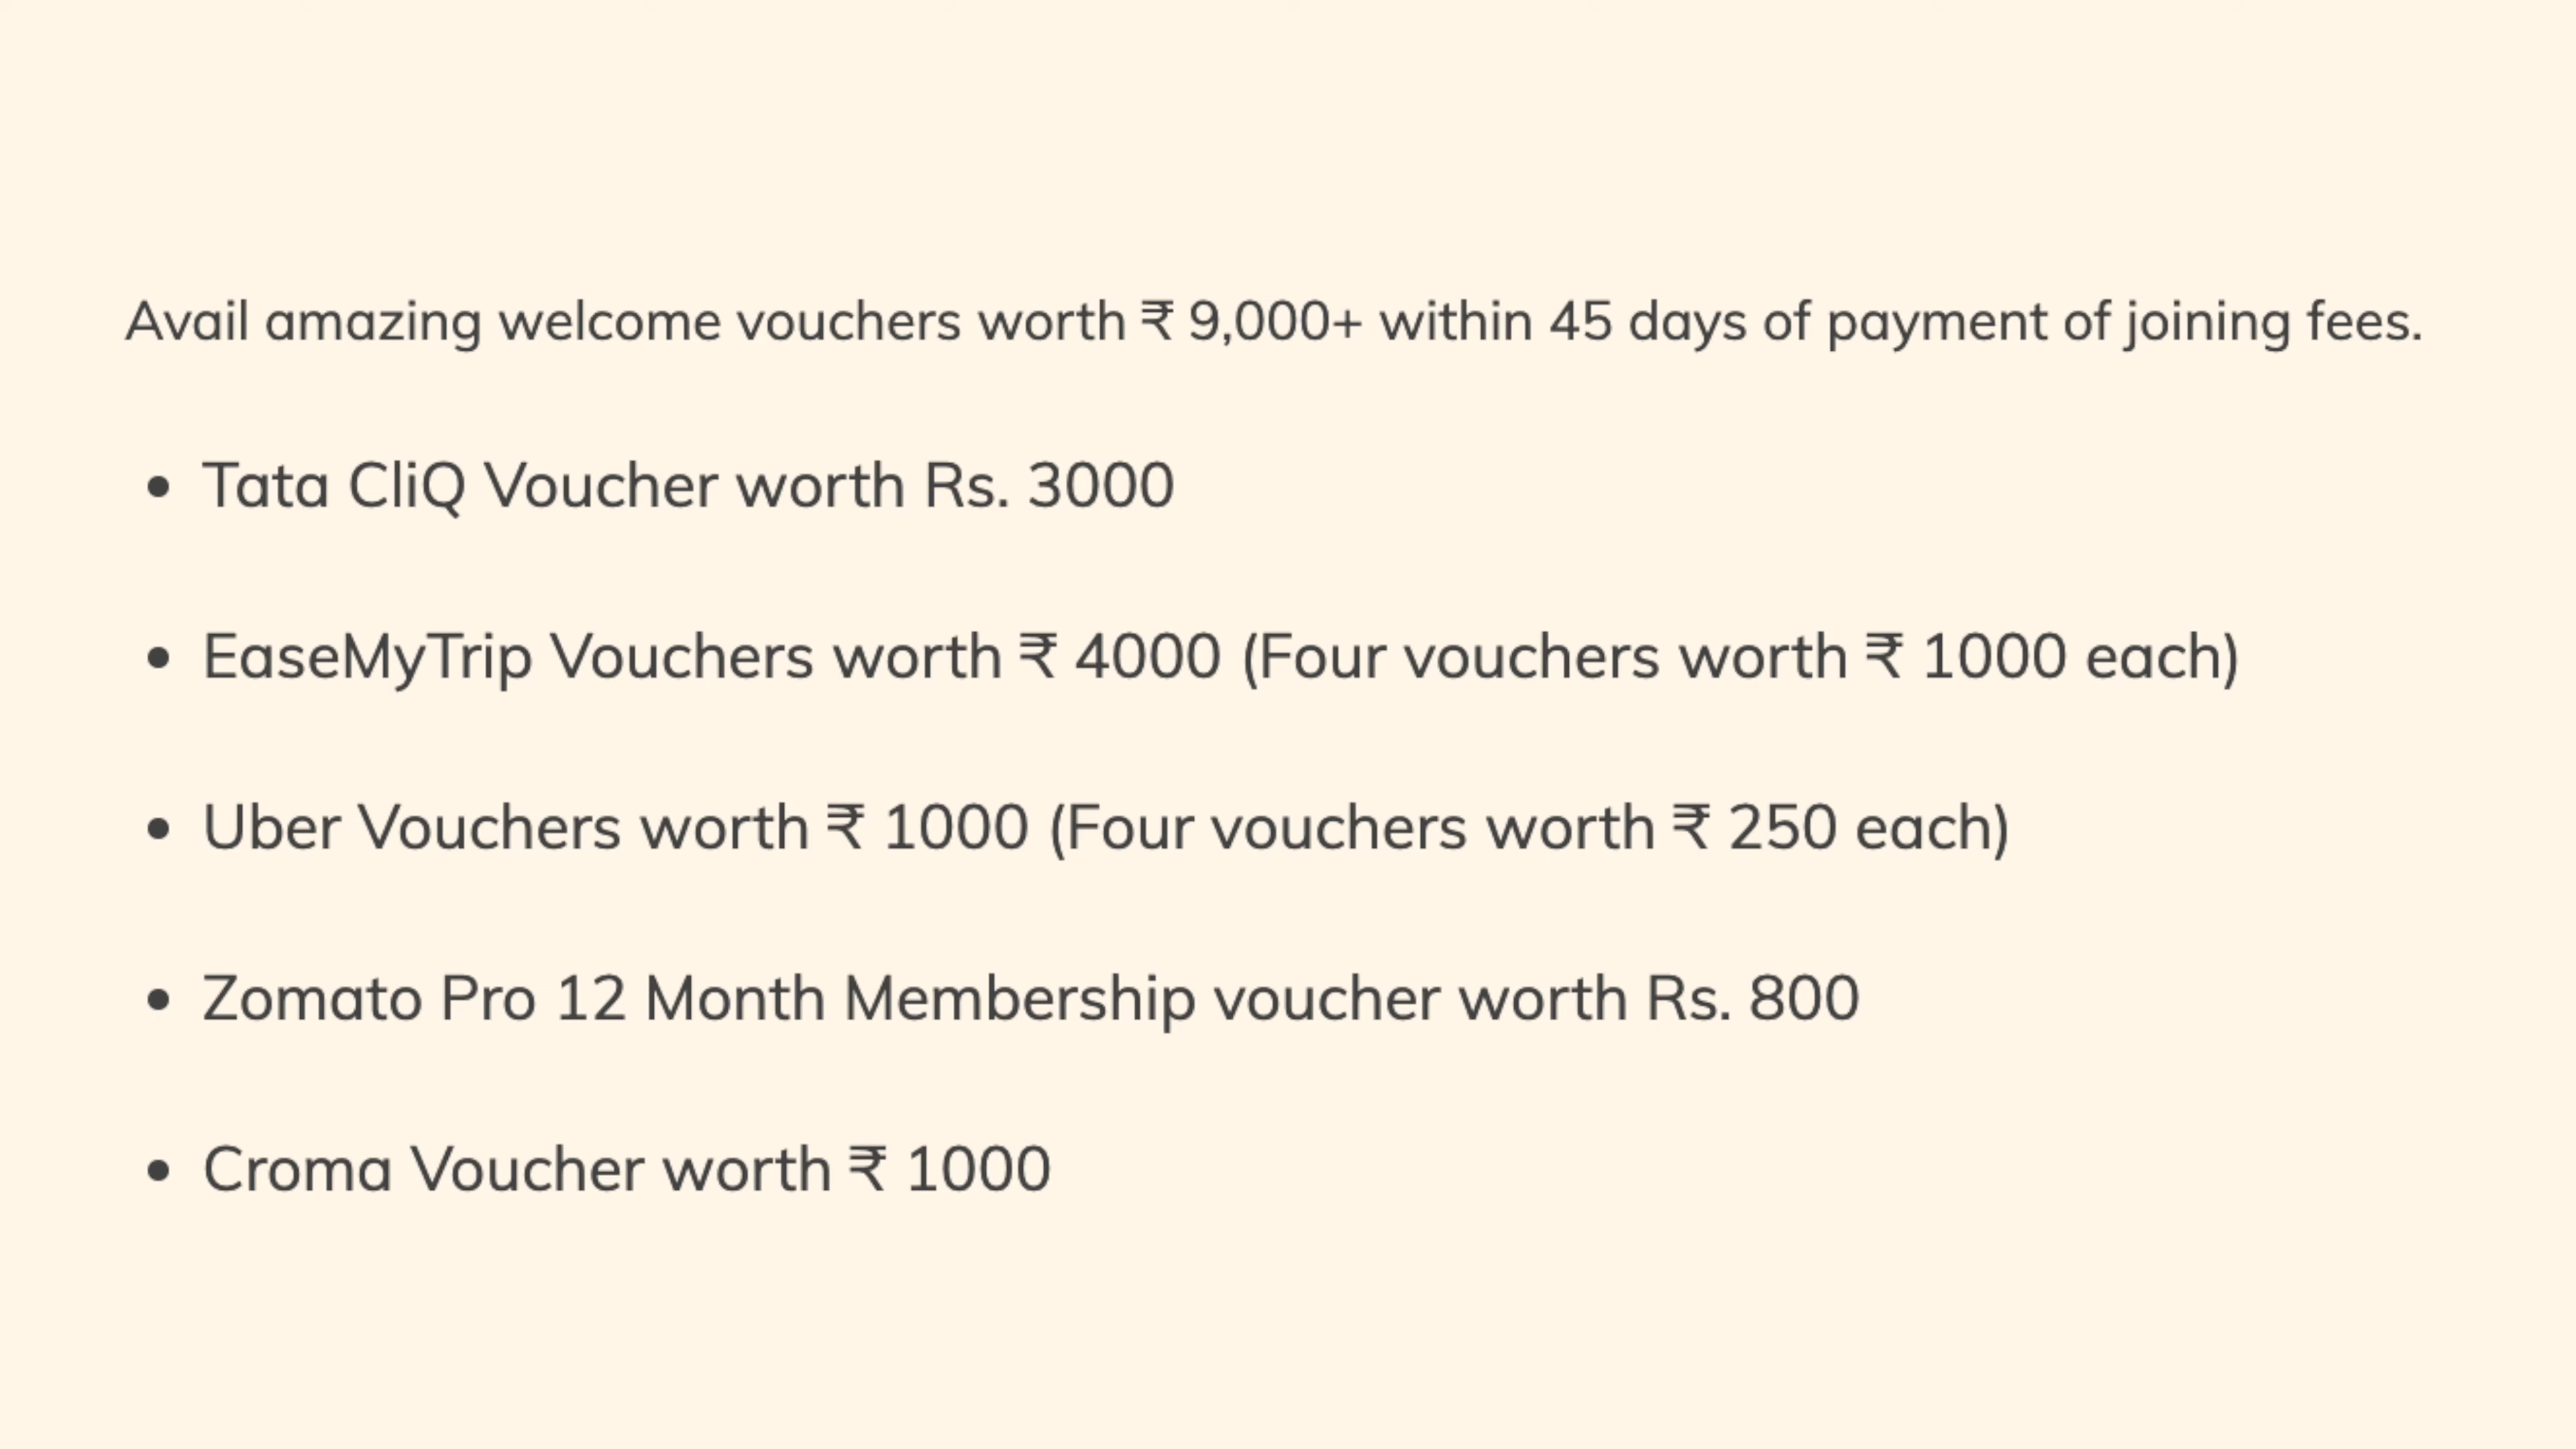 Avail amazing welcome vouchers worth ₹ 9,000+ within 45 days of payment of joining fees.
• Tata CliQ Voucher worth Rs. 3000
• EaseMyTrip Vouchers worth ₹ 4000 (Four vouchers worth ₹ 1000 each)
• Uber Vouchers worth ₹ 1000 (Four vouchers worth ₹ 250 each)
• Zomato Pro 12 Month Membership voucher worth Rs. 800
• Croma Voucher worth ₹ 1000